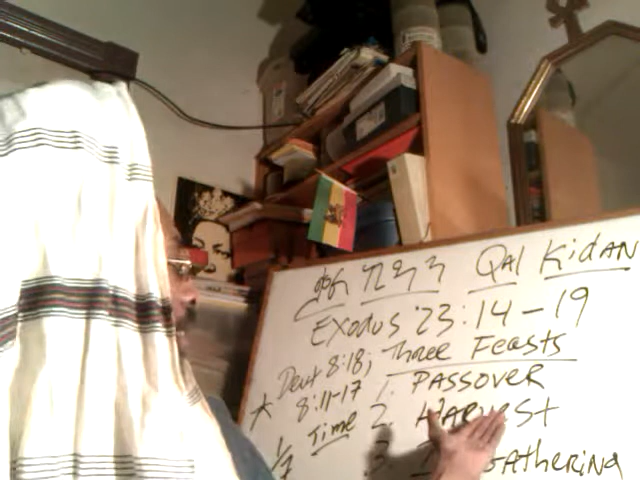 ቃል ኪዳን Qal Kidan
Exodus 23:14-19
Deut 8:18; Three Feasts
* 8:11-17 1. Passover
Time 2. Harvest
1/7 3. Gathering